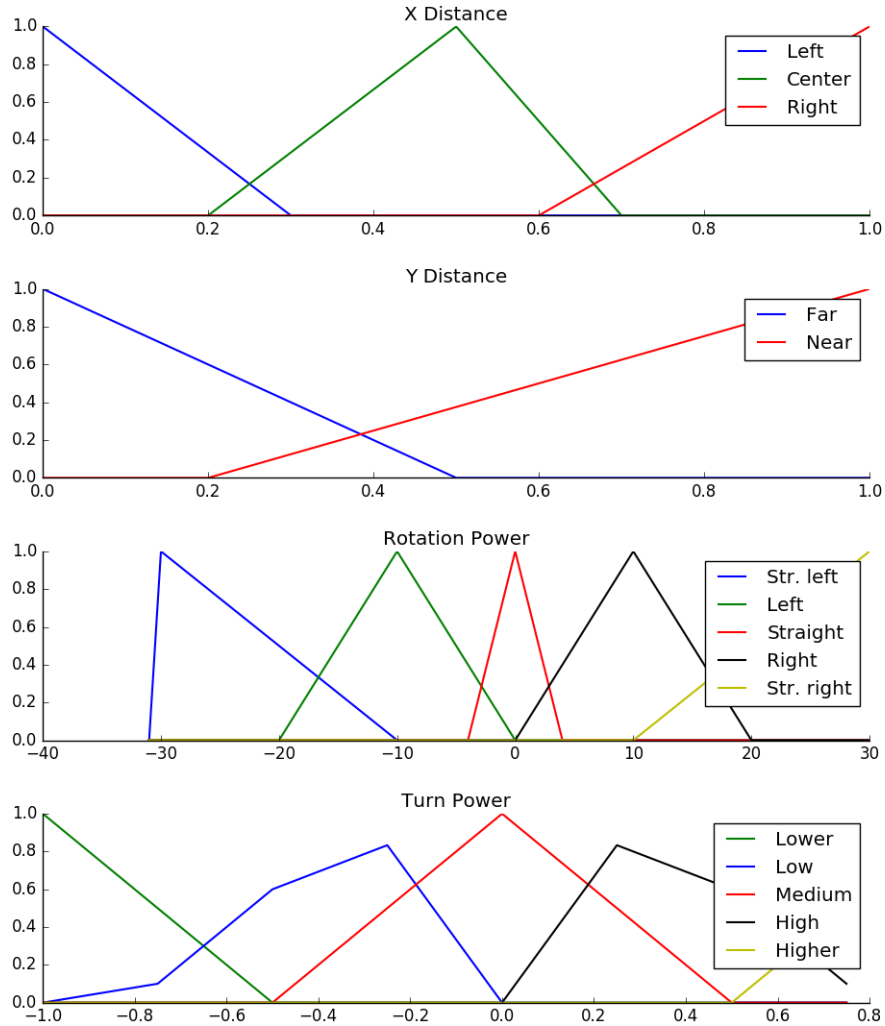 X Distance
1.0
0.8
0.6
0.4
0.2
0.0
Left
Center
Right
0.0 0.2 0.4 0.6 0.8 1.0
Y Distance
1.0
0.8
0.6
0.4
0.2
0.0
Far
Near
0.0 0.2 0.4 0.6 0.8 1.0
Rotation Power
1.0
0.8
0.6
0.4
0.2
0.0
Str. left
Left
Straight
Right
Str. right
−40 −30 −20 −10 0 10 20 30
Turn Power
1.0
0.8
0.6
0.4
0.2
0.0
Lower
Low
Medium
High
Higher
−1.0 −0.8 −0.6 −0.4 −0.2 0.0 0.2 0.4 0.6 0.8